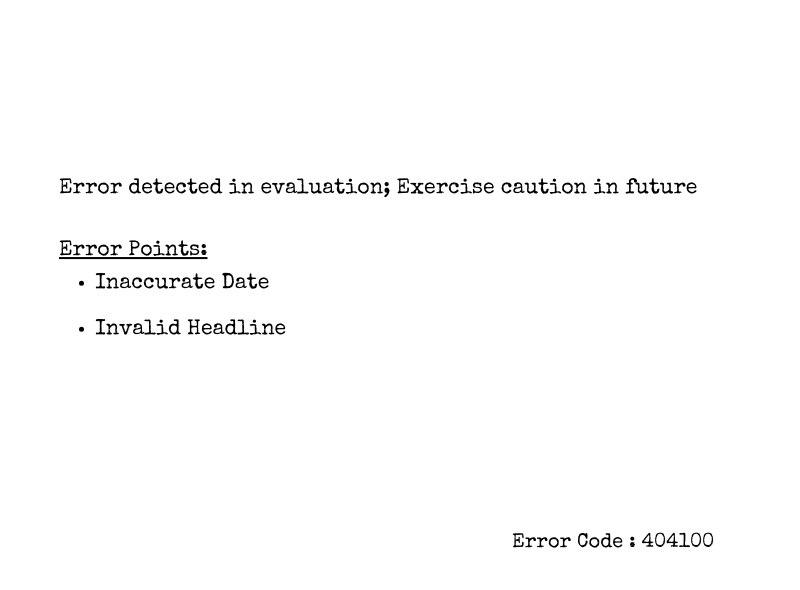 Error detected in evaluation; Exercise caution in future
Error Points:
• Inaccurate Date
• Invalid Headline
Error Code : 404100